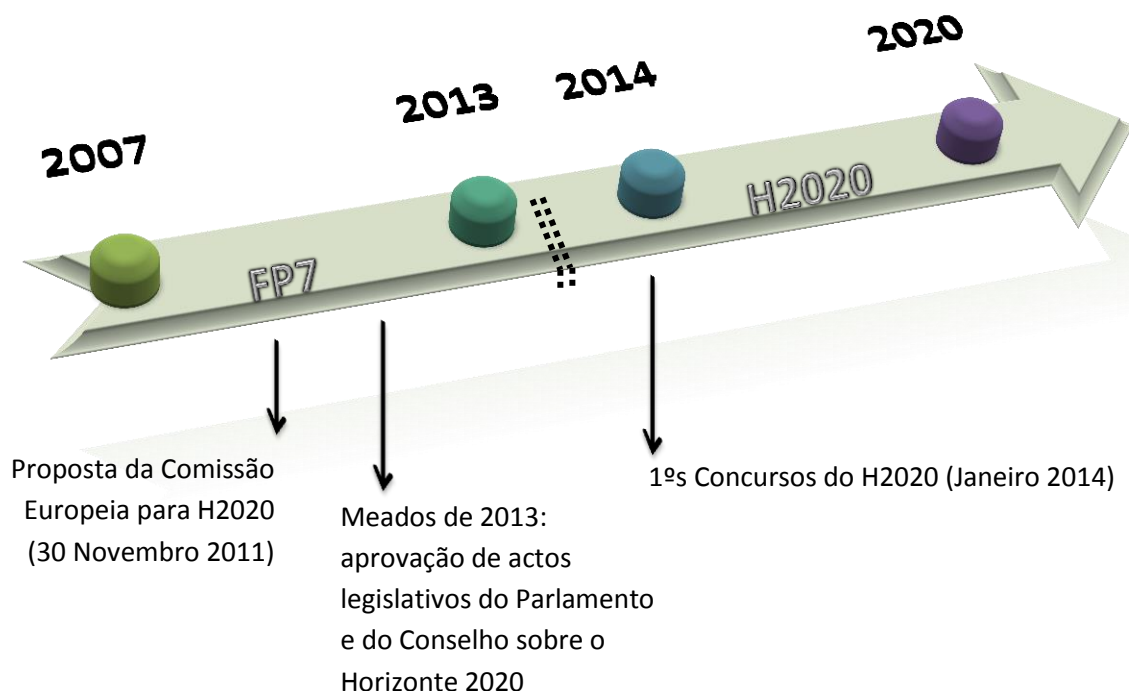 2007
2013
2014
2020
FP7
H2020
Proposta da Comissão
Europeia para H2020
(30 Novembro 2011)
Meados de 2013:
aprovação de actos
legislativos do Parlamento
e do Conselho sobre o
Horizonte 2020
1ºs Concursos do H2020 (Janeiro 2014)